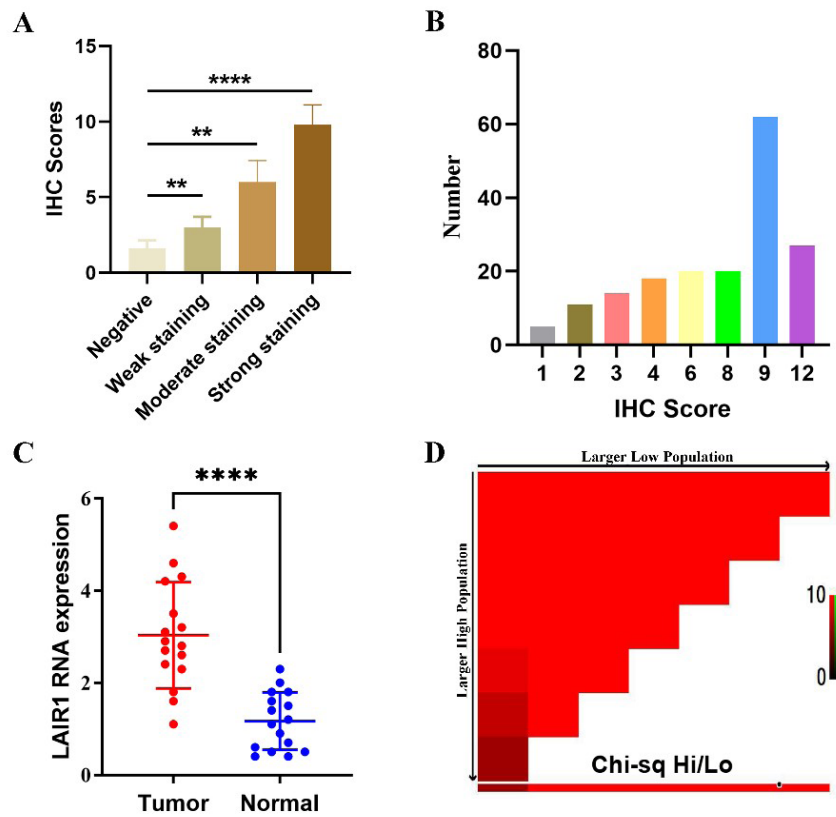 A
15
10
5
0
IHC Scores
****
**
**
Negative
Weak staining
Moderate staining
Strong staining
B
80
60
40
20
0
Number
1 2 3 4 6 8 9 12
IHC Score
C
6
4
2
0
LAIR1 RNA expression
****
Tumor Normal
D
Larger Low Population
Larger High Population
10
0
Chi-sq Hi/Lo